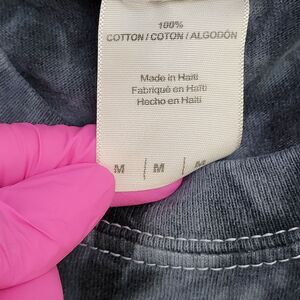 100%
COTTON / COTON / ALGODÓN
Made in Haiti
Fabriqué en Haïti
Hecho en Haití
M | M | M